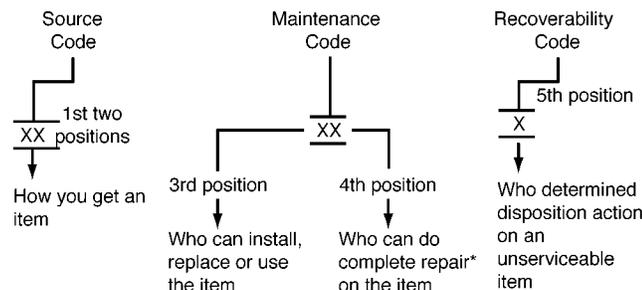 Source
Code
XX
1st two
positions
How you get an
item
Maintenance
Code
XX
3rd position
Who can install,
replace or use
the item
4th position
Who can do
complete repair*
on the item
Recoverability
Code
5th position
X
Who determined
disposition action
on an
unserviceable
item